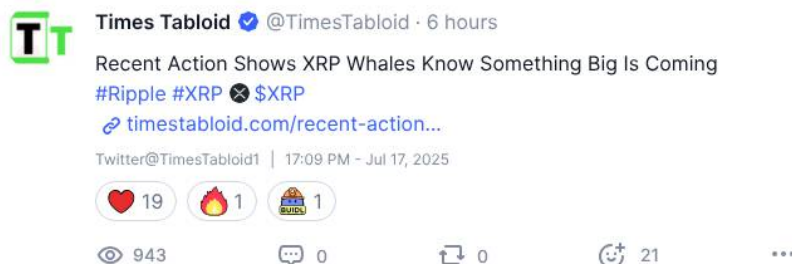 TT
Times Tabloid @TimesTabloid · 6 hours
Recent Action Shows XRP Whales Know Something Big Is Coming
#Ripple #XRP $XRP
timestabloid.com/recent-action...
Twitter@TimesTabloid1 | 17:09 PM - Jul 17, 2025
19 1 BUIDL 1
943 0 0 21